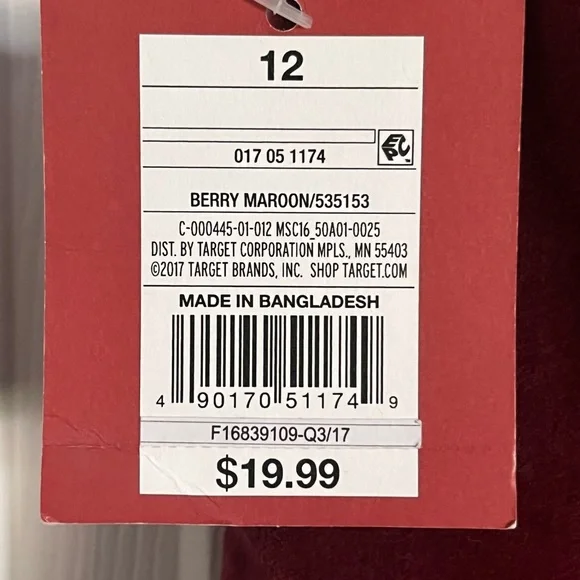 12
017 05 1174
EPC
BERRY MAROON/535153
C-000445-01-012 MSC16_50A01-0025
DIST. BY TARGET CORPORATION MPLS., MN 55403
©2017 TARGET BRANDS, INC. SHOP TARGET.COM
MADE IN BANGLADESH
4 90170 51174 9
F16839109-Q3/17
$19.99